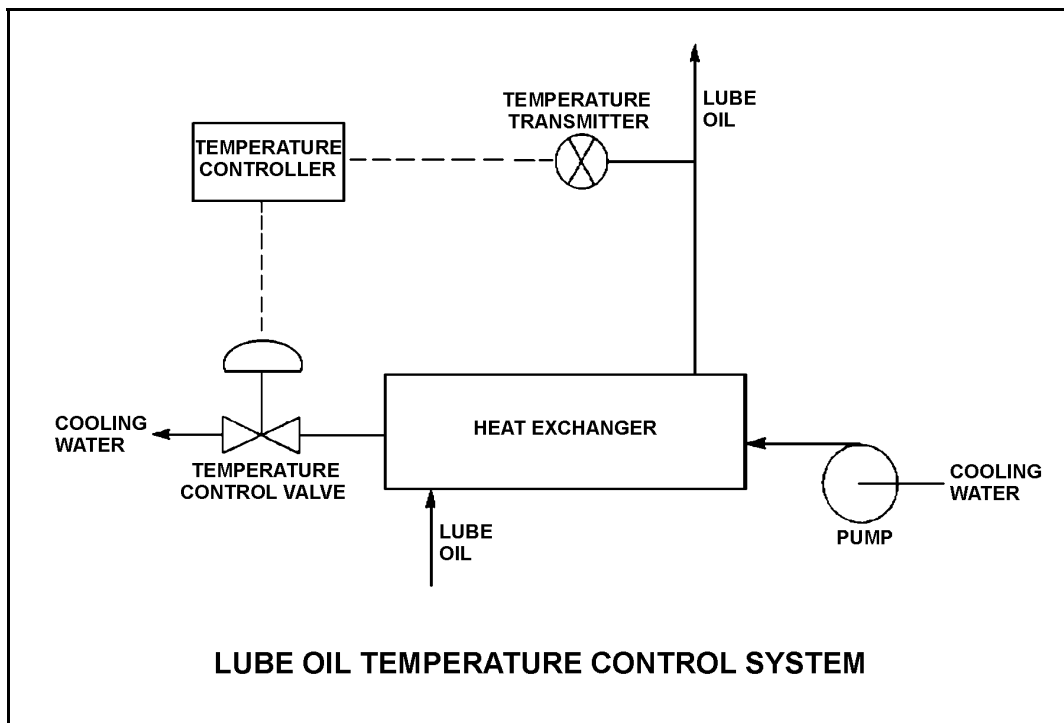 TEMPERATURE
TRANSMITTER
LUBE
OIL
TEMPERATURE
CONTROLLER
COOLING
WATER
TEMPERATURE
CONTROL VALVE
HEAT EXCHANGER
COOLING
WATER
PUMP
LUBE
OIL
LUBE OIL TEMPERATURE CONTROL SYSTEM